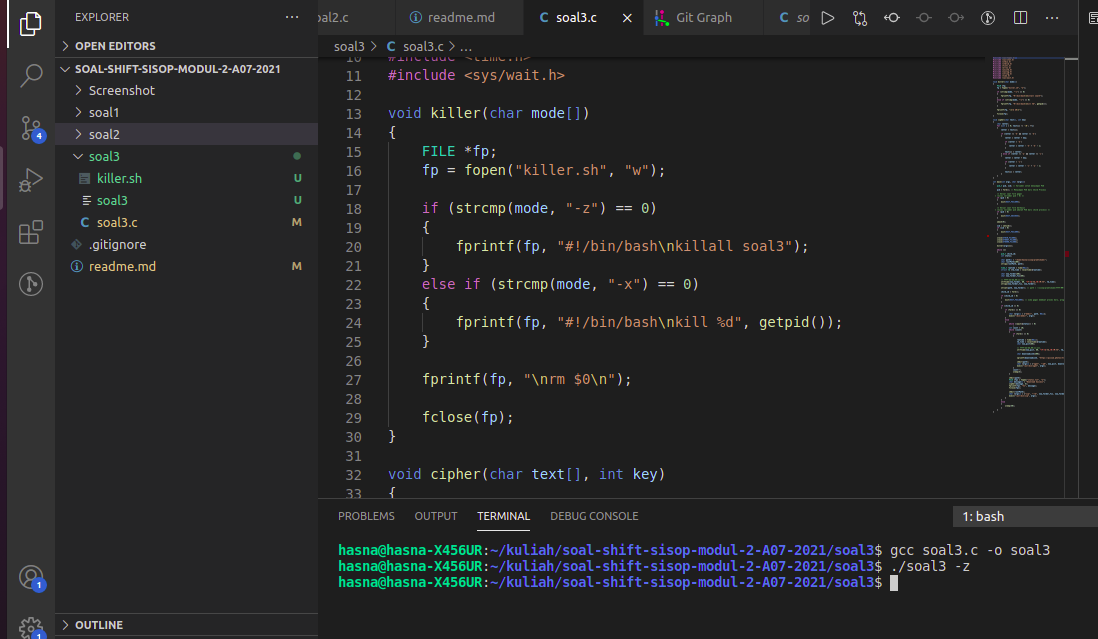 EXPLORER
OPEN EDITORS
SOAL-SHIFT-SISOP-MODUL-2-A07-2021
Screenshot
soal1
soal2
soal3
killer.sh U
soal3 U
C soal3.c M
.gitignore
readme.md M
OUTLINE
4
1
1
oal2.c readme.md C soal3.c Git Graph C so
soal3 > C soal3.c > ...
10 #include <time.h>
11 #include <sys/wait.h>
12
13 void killer(char mode[])
14 {
15 FILE *fp;
16 fp = fopen("killer.sh", "w");
17
18 if (strcmp(mode, "-z") == 0)
19 {
20 fprintf(fp, "#!/bin/bash\nkillall soal3");
21 }
22 else if (strcmp(mode, "-x") == 0)
23 {
24 fprintf(fp, "#!/bin/bash\nkill %d", getpid());
25 }
26
27 fprintf(fp, "\nrm $0\n");
28
29 fclose(fp);
30 }
31
32 void cipher(char text[], int key)
33 {
PROBLEMS OUTPUT TERMINAL DEBUG CONSOLE 1: bash
hasna@hasna-X456UR:~/kuliah/soal-shift-sisop-modul-2-A07-2021/soal3$ gcc soal3.c -o soal3
hasna@hasna-X456UR:~/kuliah/soal-shift-sisop-modul-2-A07-2021/soal3$ ./soal3 -z
hasna@hasna-X456UR:~/kuliah/soal-shift-sisop-modul-2-A07-2021/soal3$